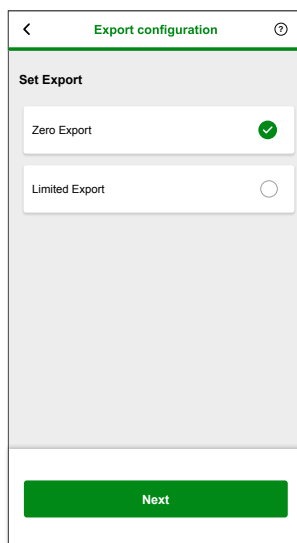 Export configuration
Set Export
Zero Export
Limited Export
Next